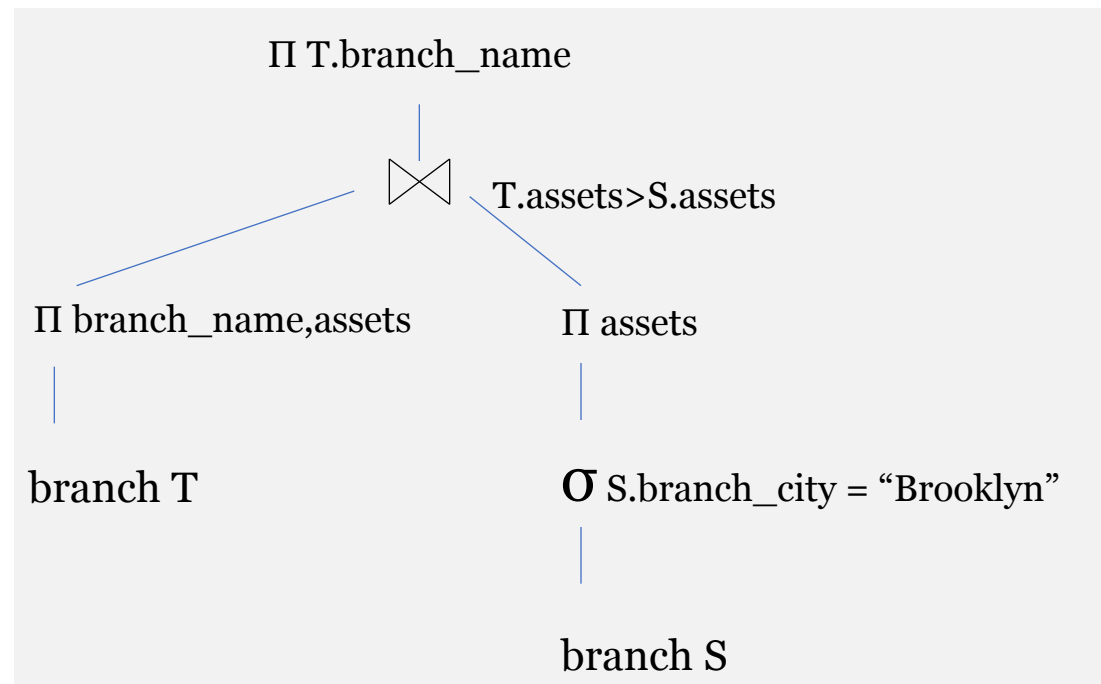 Π T.branch_name
T.assets>S.assets
Π branch_name,assets
Π assets
branch T
σ S.branch_city = “Brooklyn”
branch S